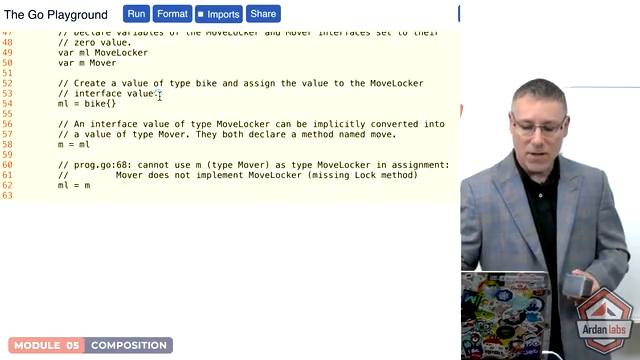 The Go Playground
Run Format Imports Share
47 // Declare variables of the MoveLocker and Mover interfaces set to their
48 // zero value.
49 var ml MoveLocker
50 var m Mover
51
52 // Create a value of type bike and assign the value to the MoveLocker
53 // interface value.
54 ml = bike{}
55
56 // An interface value of type MoveLocker can be implicitly converted into
57 // a value of type Mover. They both declare a method named move.
58 m = ml
59
60 // prog.go:68: cannot use m (type Mover) as type MoveLocker in assignment:
61 // Mover does not implement MoveLocker (missing Lock method)
62 ml = m
63
MODULE 05 COMPOSITION
Ardan labs